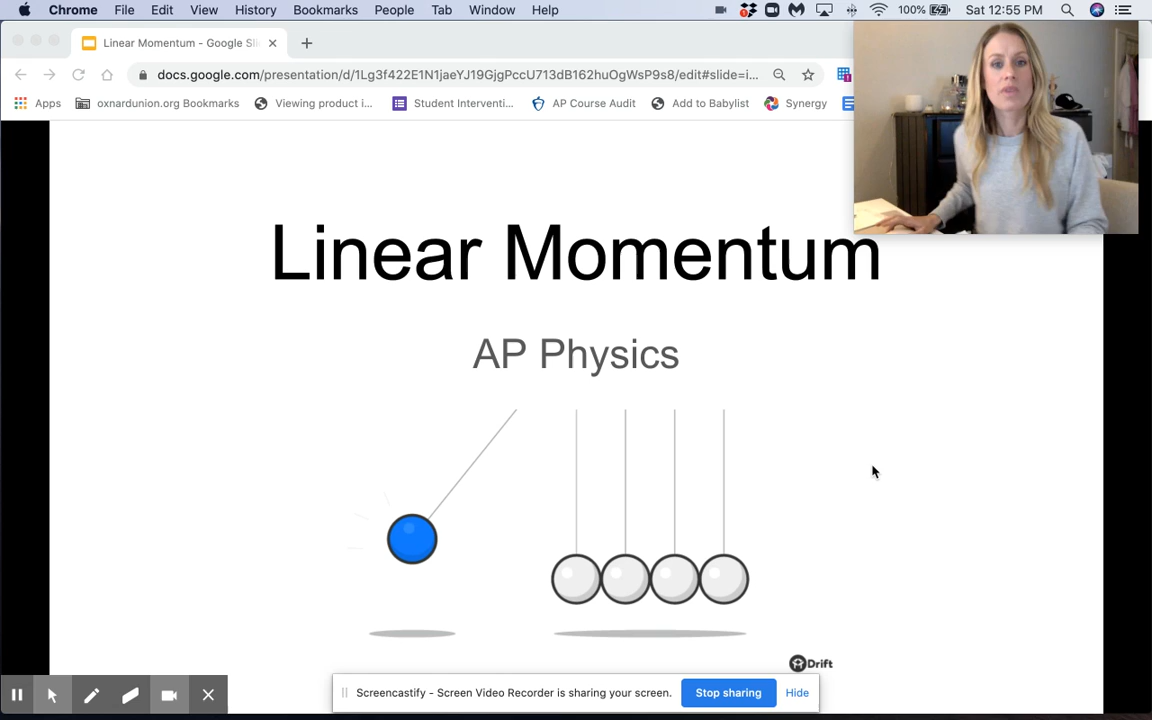 Chrome File Edit View History Bookmarks People Tab Window Help 100% Sat 12:55 PM
Linear Momentum - Google Sli
docs.google.com/presentation/d/1Lg3f422E1N1jaeYJ19GjgPccU713dB162huOgWsP9s8/edit#slide=i...
Apps oxnardunion.org Bookmarks Viewing product i... Student Interventi... AP Course Audit Add to Babylist Synergy
Linear Momentum
AP Physics
Drift
Screencastify - Screen Video Recorder is sharing your screen. Stop sharing Hide